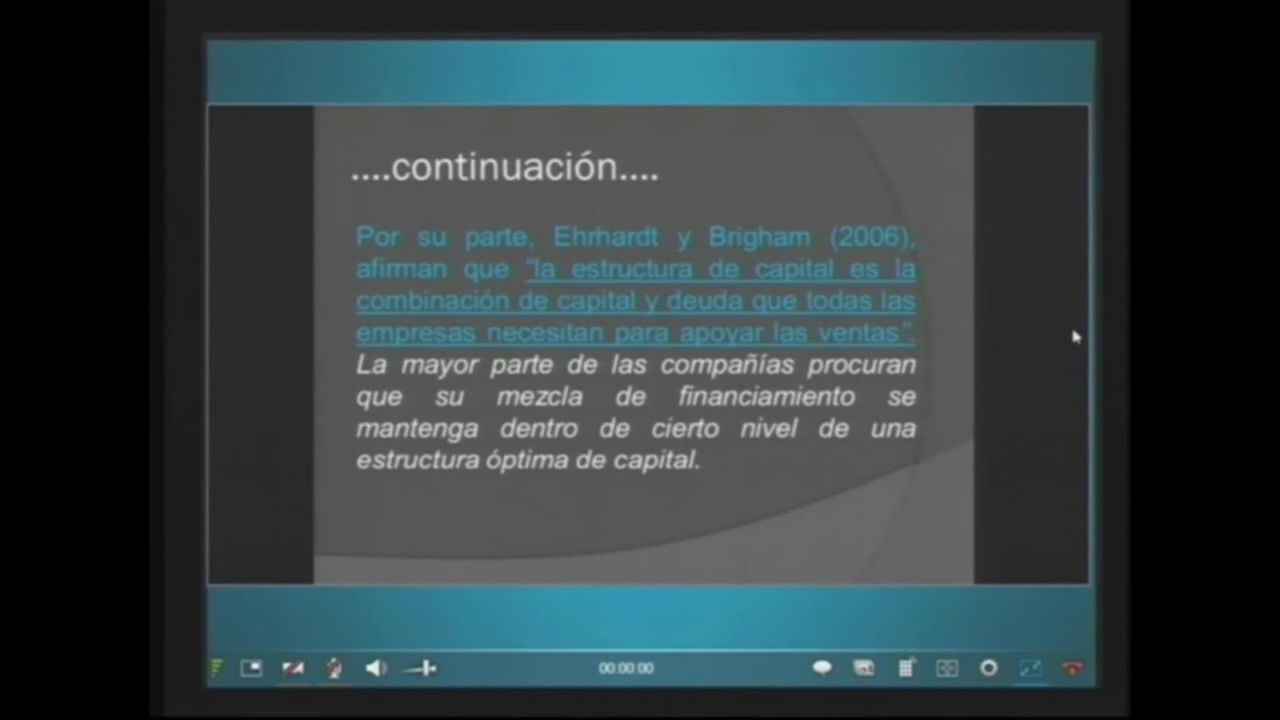 ....continuación....
Por su parte, Ehrhardt y Brigham (2006),
afirman que "la estructura de capital es la
combinación de capital y deuda que todas las
empresas necesitan para apoyar las ventas".
La mayor parte de las compañías procuran
que su mezcla de financiamiento se
mantenga dentro de cierto nivel de una
estructura óptima de capital.
00:00:00